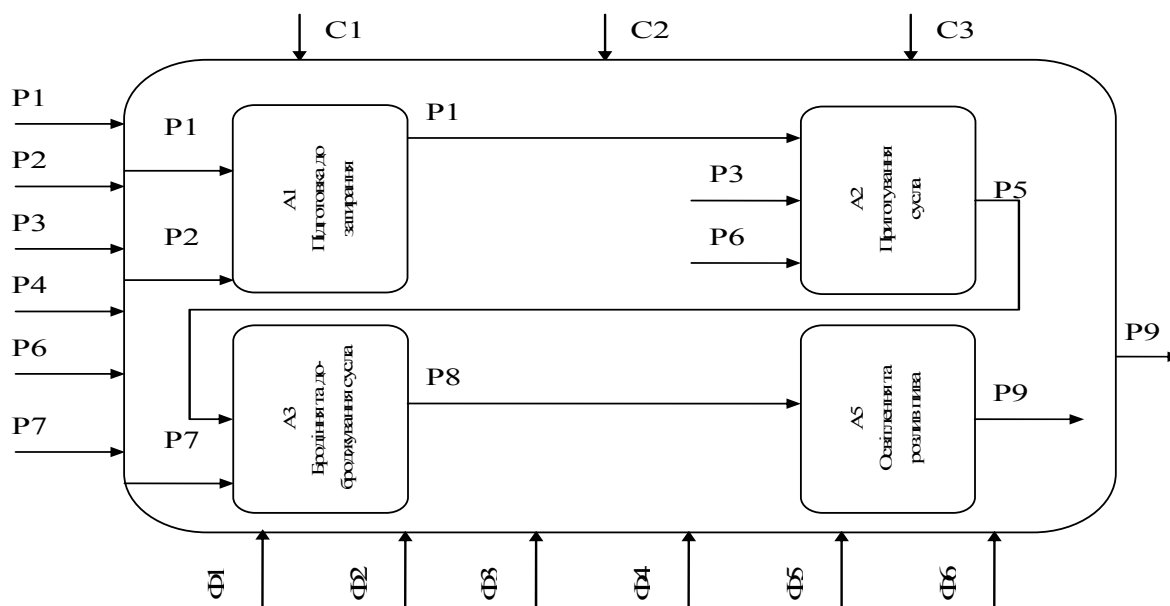 C1
C2
C3
P1
P2
P3
P4
P6
P7
P1
P2
А1
Підготовка до
запирання
P1
P3
P6
А2
Приготування
сусла
P5
P7
А3
Бродіння та до-
броджування сусла
P8
А5
Освітлення та
розлив пива
P9
P9
Ф1
Ф2
Ф3
Ф4
Ф5
Ф6